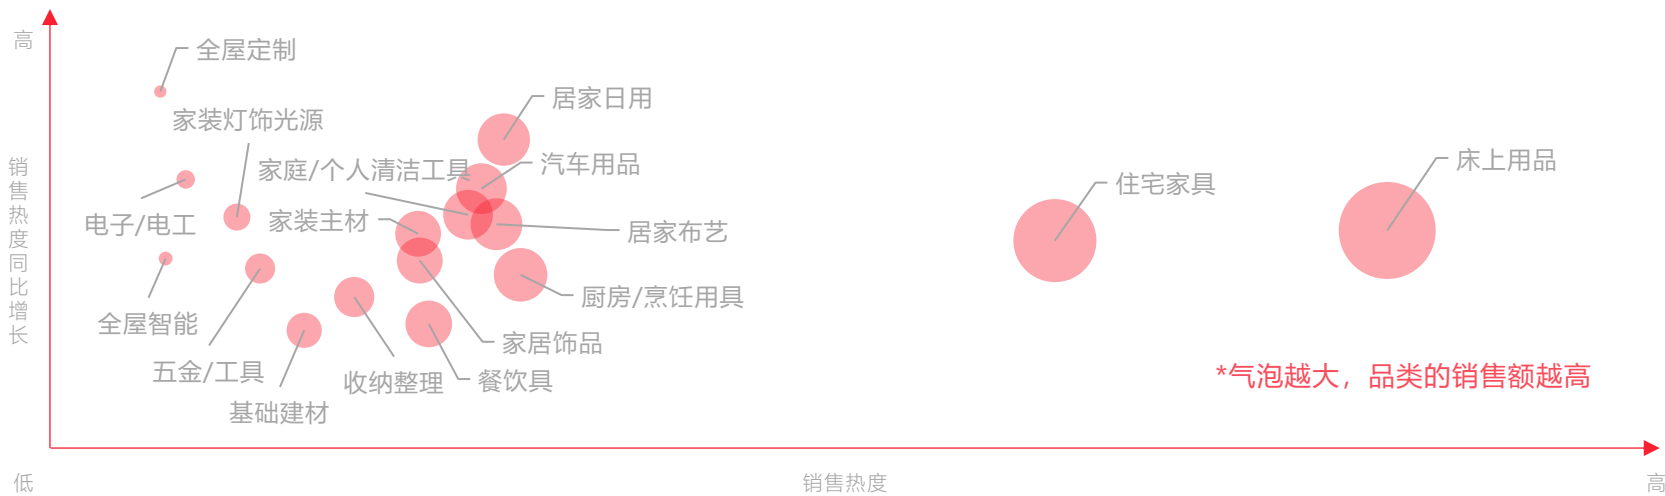 高
全屋定制
居家日用
家装灯饰光源
汽车用品
床上用品
家庭/个人清洁工具
住宅家具
销售热度同比增长
电子/电工
家装主材
居家布艺
厨房/烹饪用具
全屋智能
家居饰品
五金/工具
收纳整理
餐饮具
*气泡越大，品类的销售额越高
基础建材
低
销售热度
高